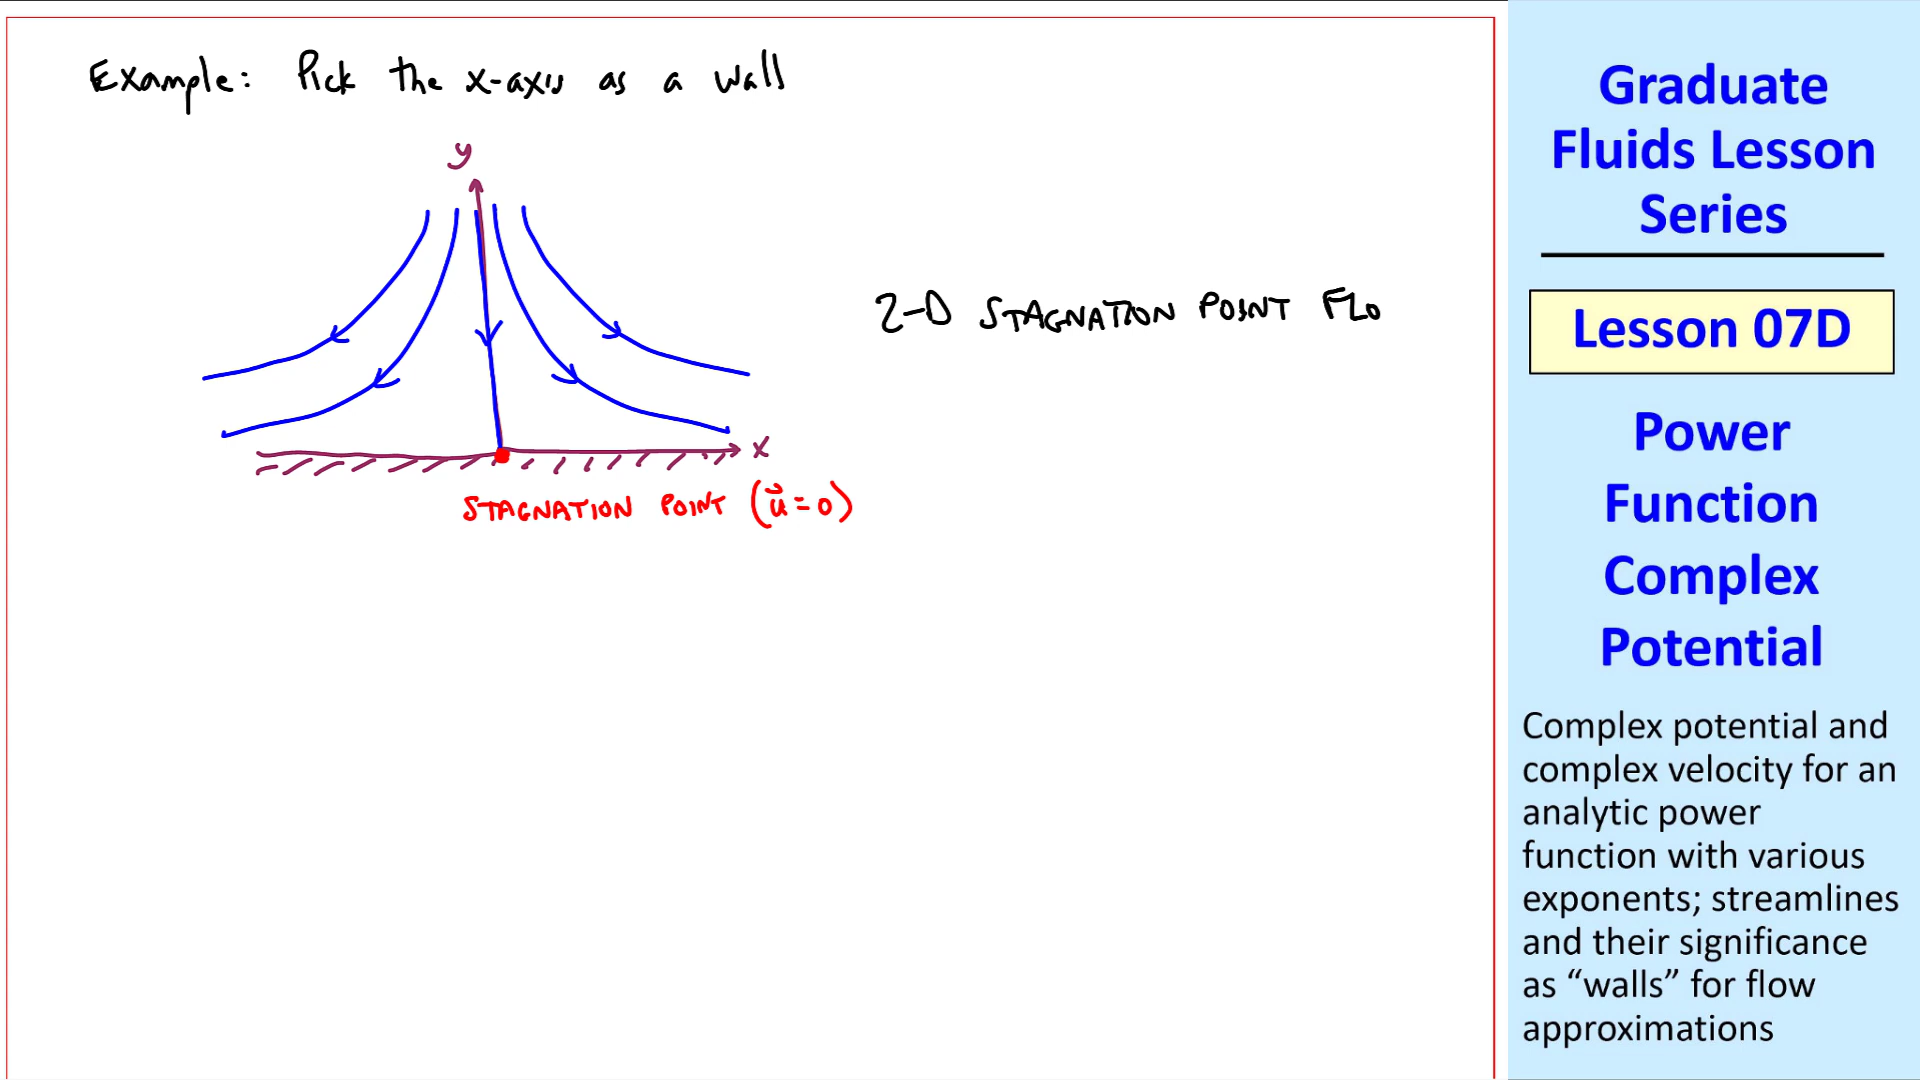 Example: Pick the x-axis as a wall
y
2-D STAGNATION POINT FLO
x
STAGNATION POINT (u⃗=0)
Graduate
Fluids Lesson
Series
Lesson 07D
Power
Function
Complex
Potential
Complex potential and
complex velocity for an
analytic power
function with various
exponents; streamlines
and their significance
as “walls” for flow
approximations